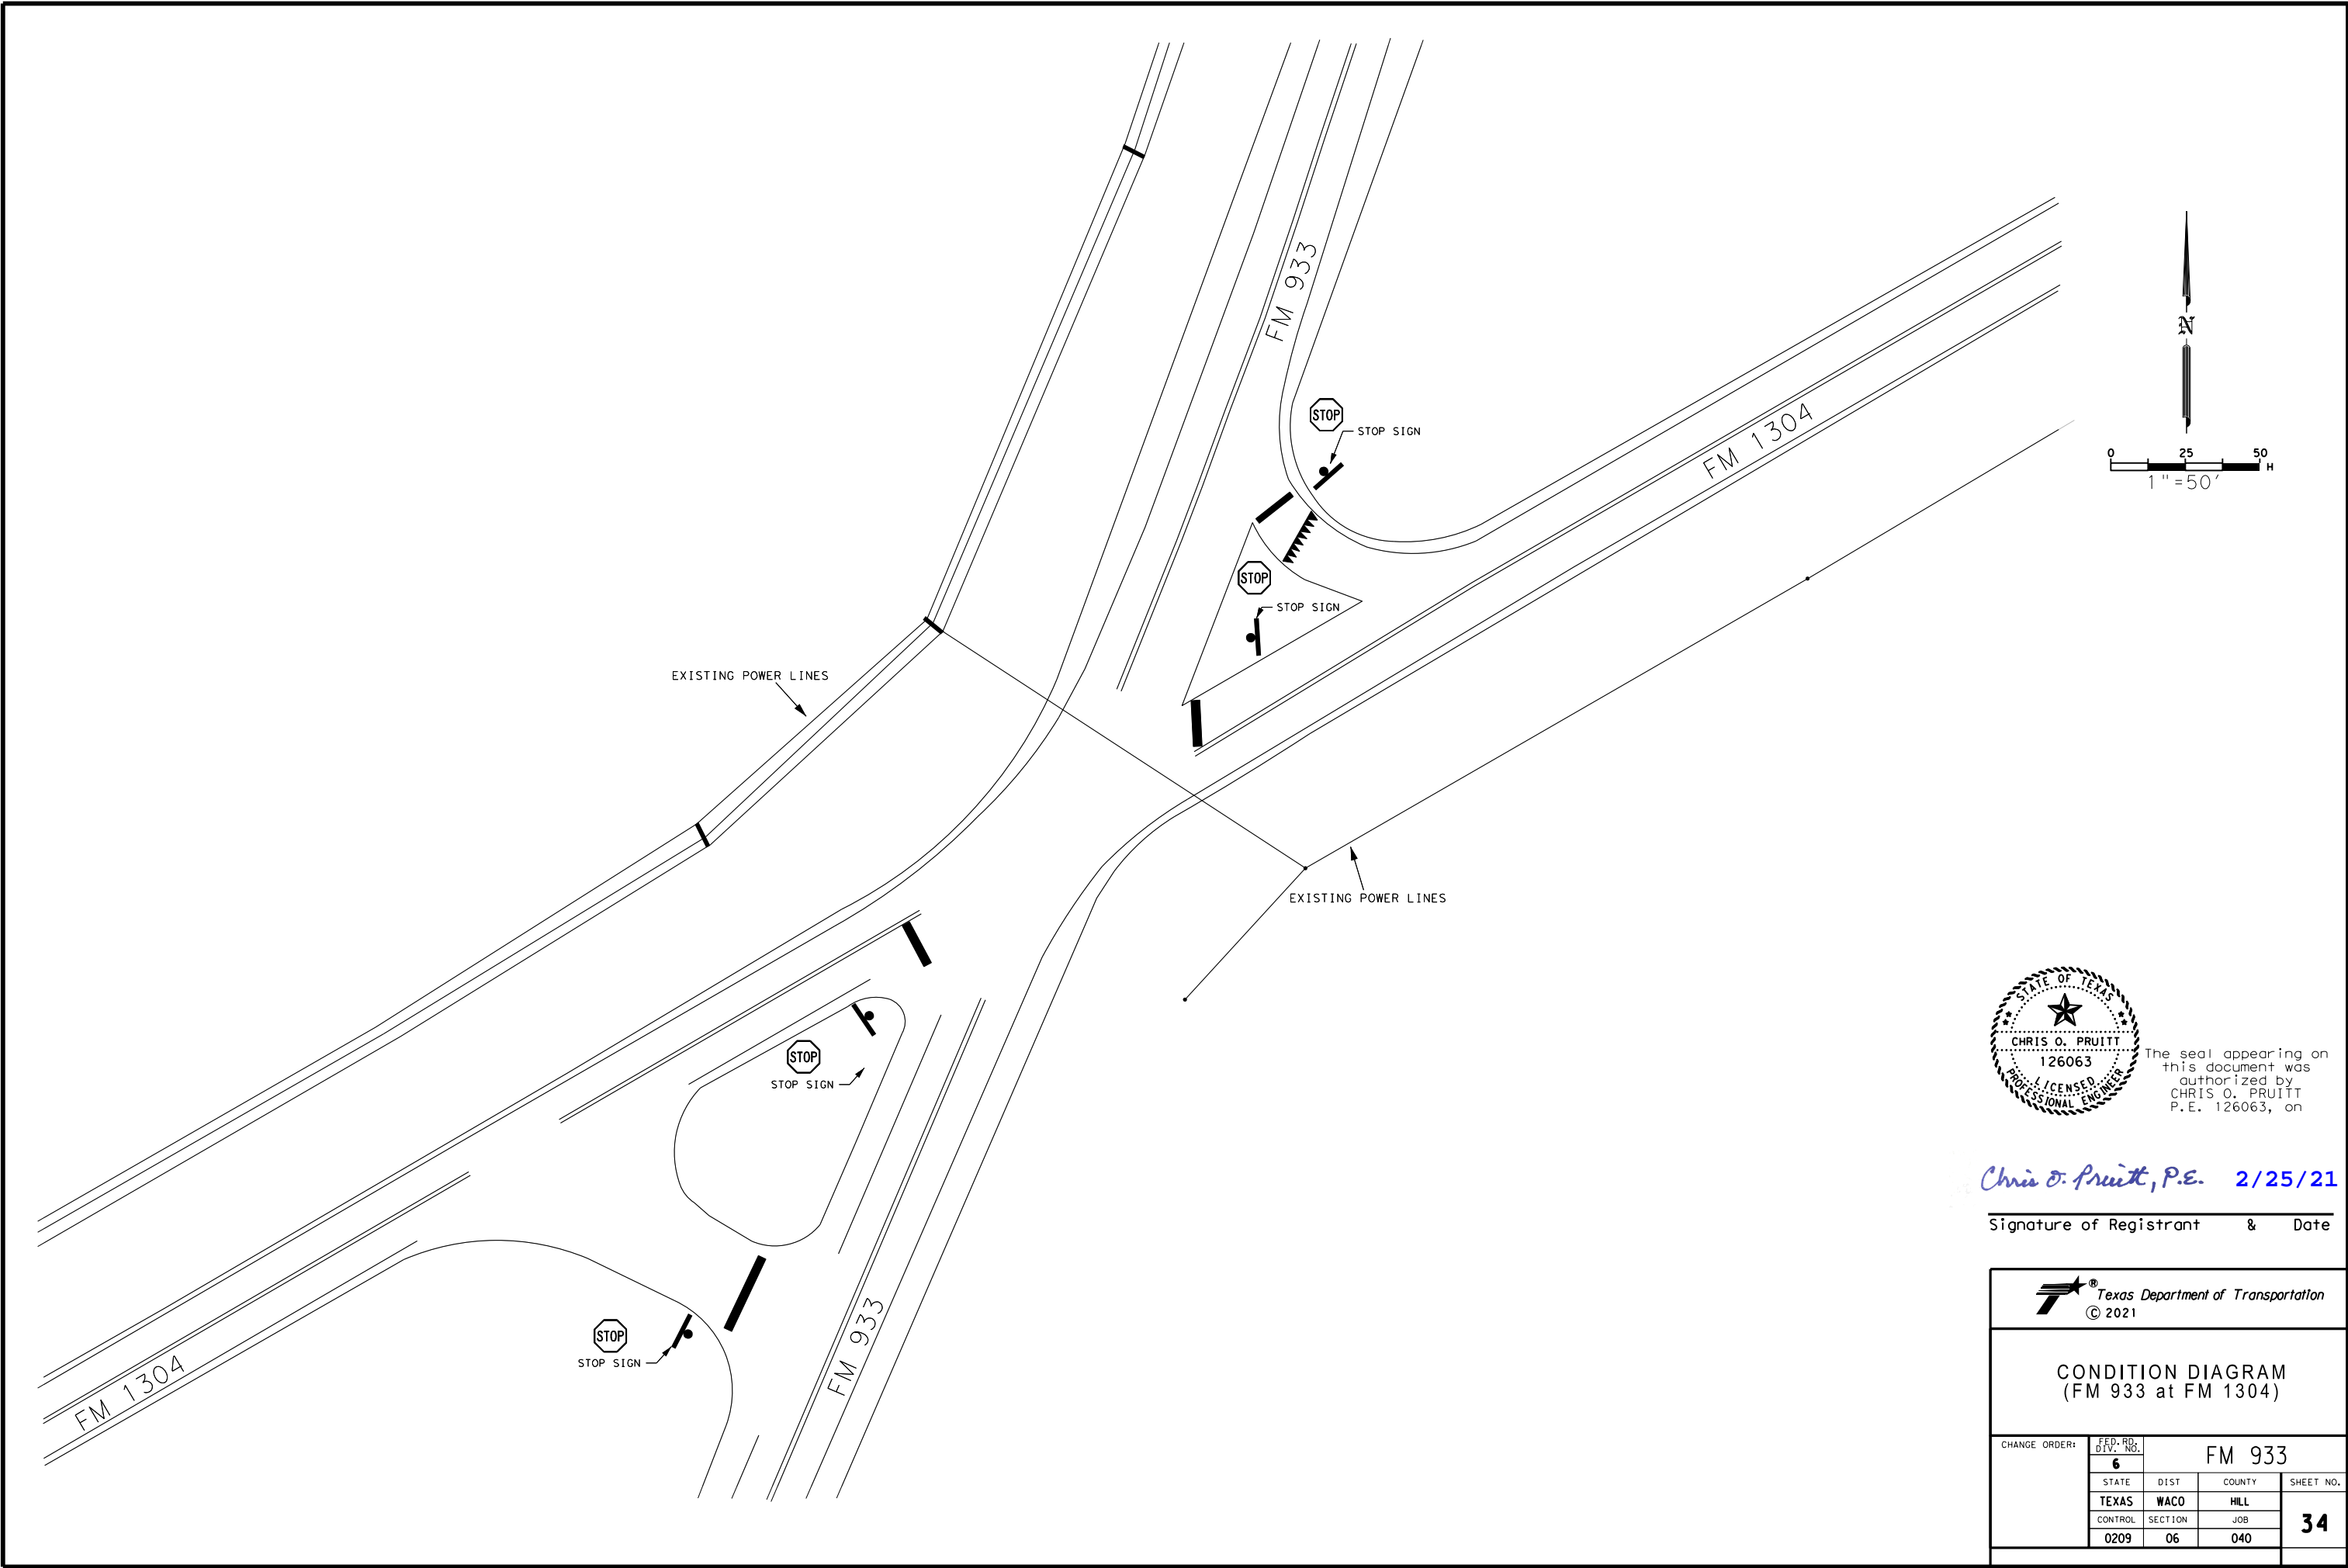 FM 933
STOP
STOP SIGN
FM 1304
N
0 25 50
H
1"=50'
STOP
STOP SIGN
EXISTING POWER LINES
EXISTING POWER LINES
STOP
STOP SIGN
STOP
STOP SIGN
FM 1304
FM 933
STATE OF TEXAS
CHRIS O. PRUITT
126063
LICENSED
PROFESSIONAL ENGINEER
The seal appearing on
this document was
authorized by
CHRIS O. PRUITT
P.E. 126063, on
Chris O. Pruitt, P.E. 2/25/21
Signature of Registrant & Date
® Texas Department of Transportation
© 2021
CONDITION DIAGRAM
(FM 933 at FM 1304)
CHANGE ORDER:
FED.RD.
DIV. NO.
6
FM 933
STATE DIST COUNTY SHEET NO.
TEXAS WACO HILL
34
CONTROL SECTION JOB
0209 06 040